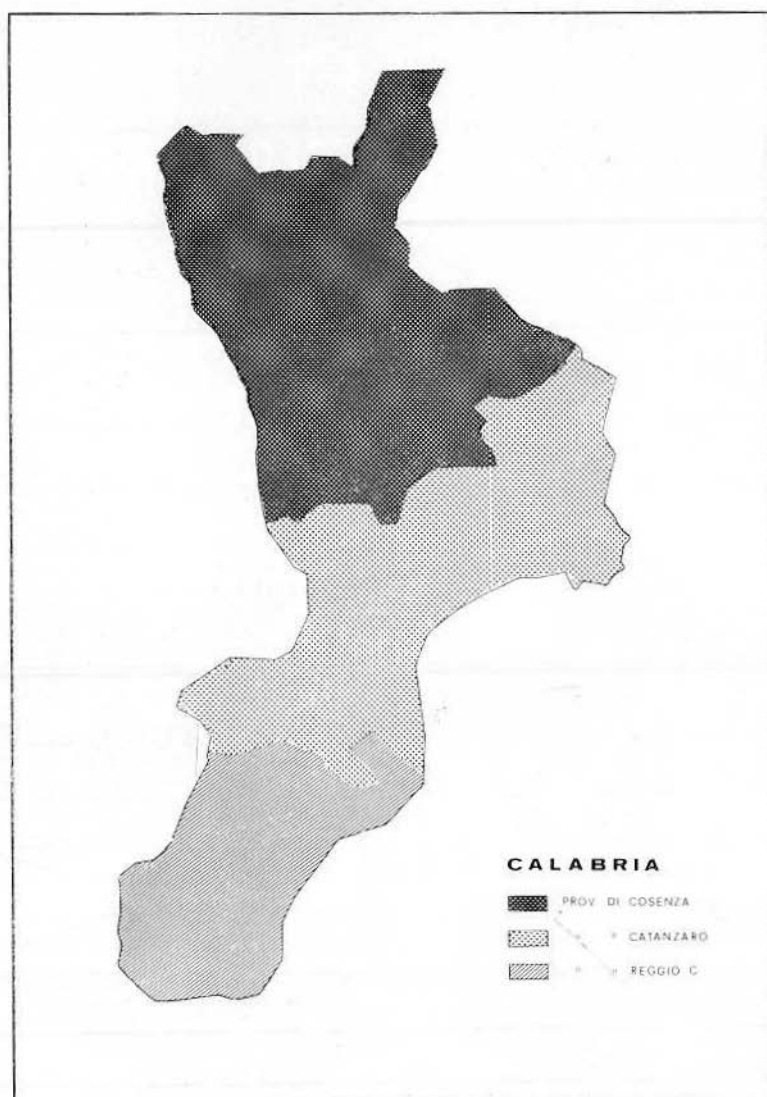 CALABRIA
PROV. DI COSENZA
" " CATANZARO
" " REGGIO C